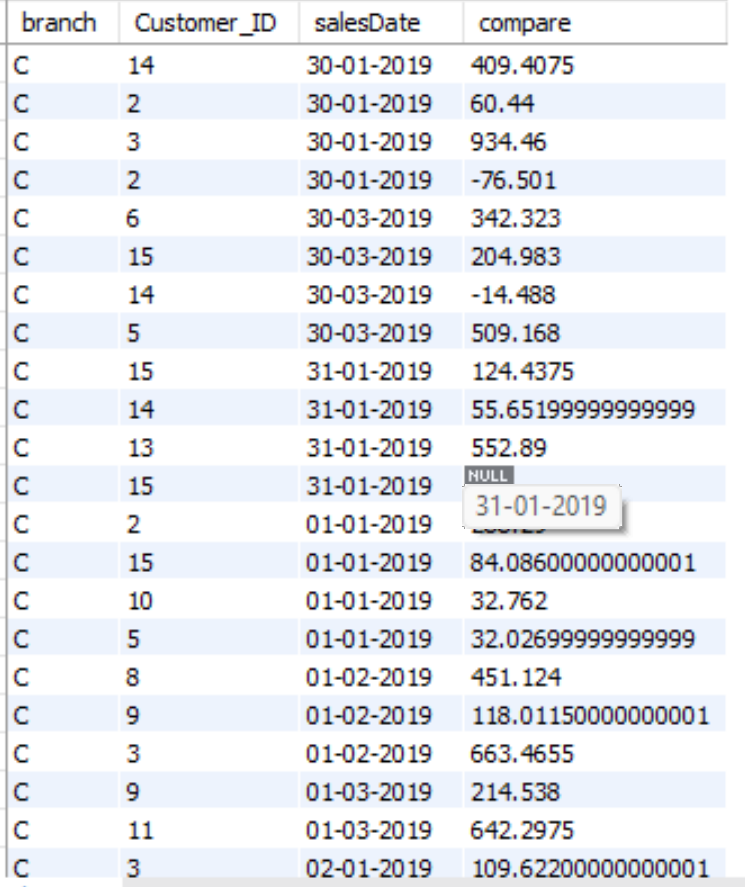 branch Customer_ID salesDate compare
C 14 30-01-2019 409.4075
C 2 30-01-2019 60.44
C 3 30-01-2019 934.46
C 2 30-01-2019 -76.501
C 6 30-03-2019 342.323
C 15 30-03-2019 204.983
C 14 30-03-2019 -14.488
C 5 30-03-2019 509.168
C 15 31-01-2019 124.4375
C 14 31-01-2019 55.65199999999999
C 13 31-01-2019 552.89
C 15 31-01-2019 NULL
31-01-2019
C 2 01-01-2019
C 15 01-01-2019 84.08600000000001
C 10 01-01-2019 32.762
C 5 01-01-2019 32.02699999999999
C 8 01-02-2019 451.124
C 9 01-02-2019 118.01150000000001
C 3 01-02-2019 663.4655
C 9 01-03-2019 214.538
C 11 01-03-2019 642.2975
C 3 02-01-2019 109.62200000000001